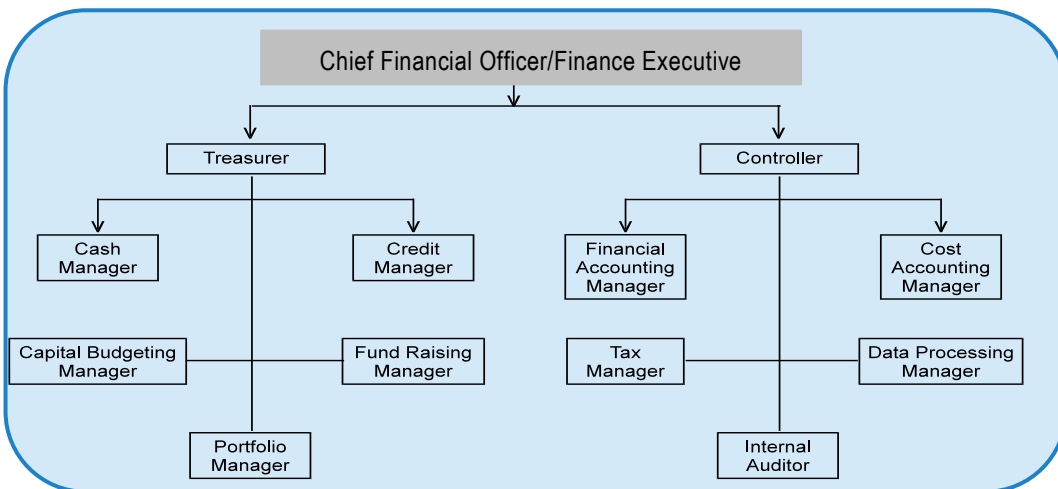 Chief Financial Officer/Finance Executive
Treasurer
Controller
Cash
Manager
Credit
Manager
Financial
Accounting
Manager
Cost
Accounting
Manager
Capital Budgeting
Manager
Fund Raising
Manager
Tax
Manager
Data Processing
Manager
Portfolio
Manager
Internal
Auditor